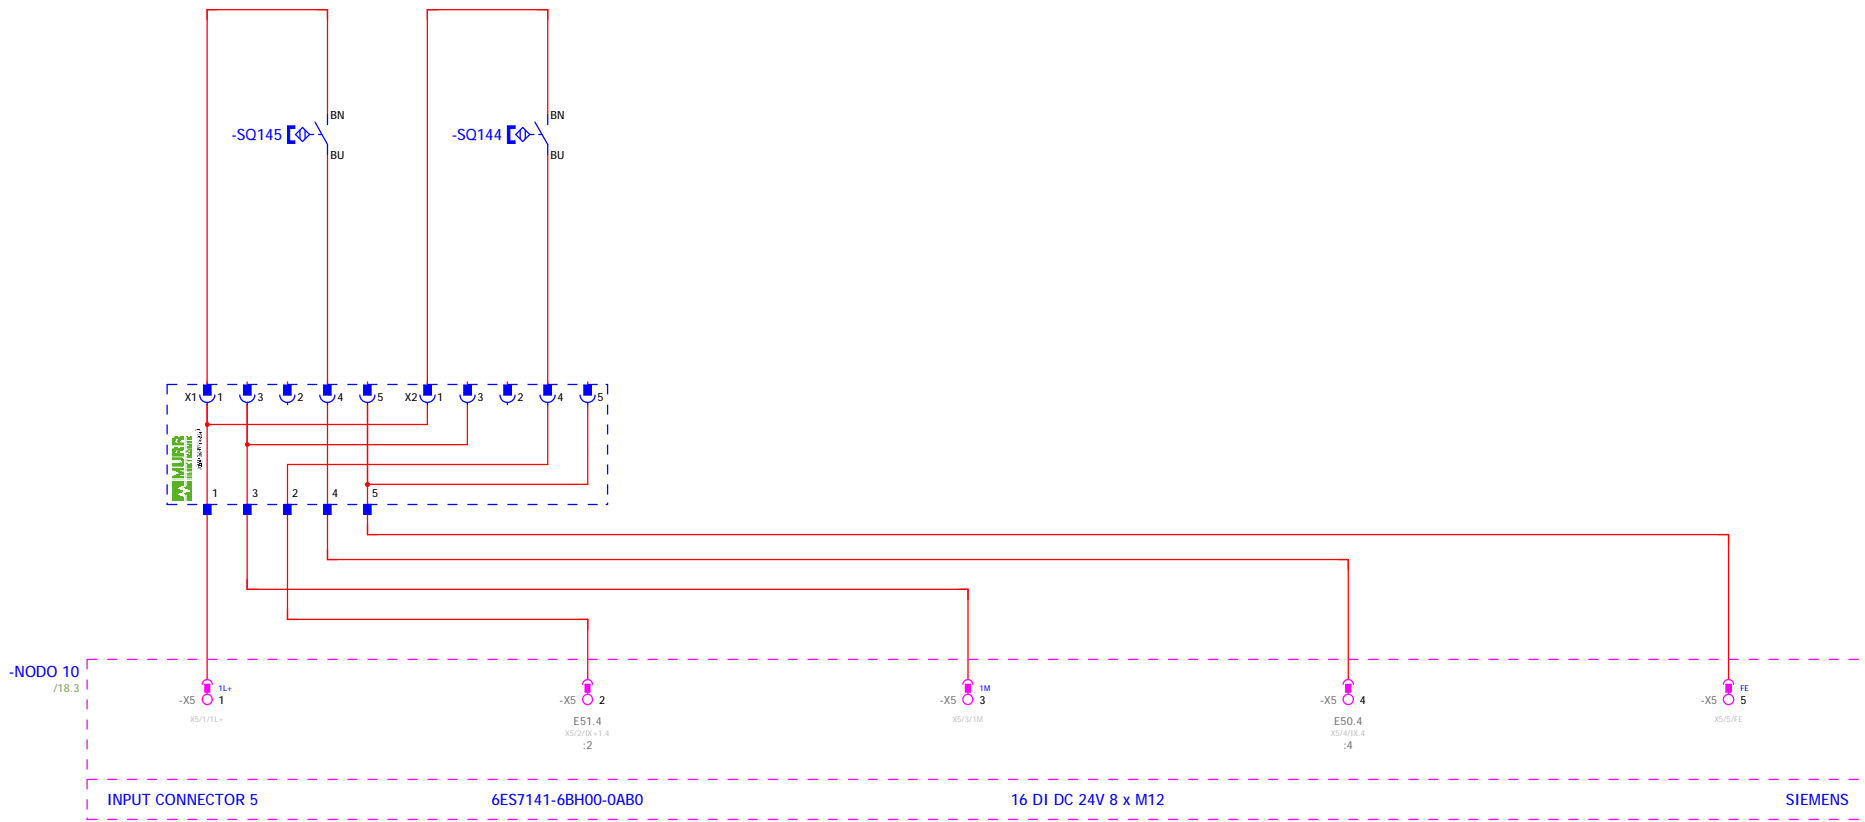 BN
BN
-SQ145
-SQ144
BU
BU
X1 1 3 2 4 5 X2 1 3 2 4 5
MURR
ELEKTRONIK
1 3 2 4 5
-NODO 10
/18.3
1L+ 1M FE
-X5 1 -X5 2 -X5 3 -X5 4 -X5 5
X5/1/1L+ E51.4 X5/3/1M E50.4 X5/5/FE
X5/2/IX+1.4 X5/4/IX.4
:2 :4
INPUT CONNECTOR 5 6ES7141-6BH00-0AB0 16 DI DC 24V 8 x M12 SIEMENS